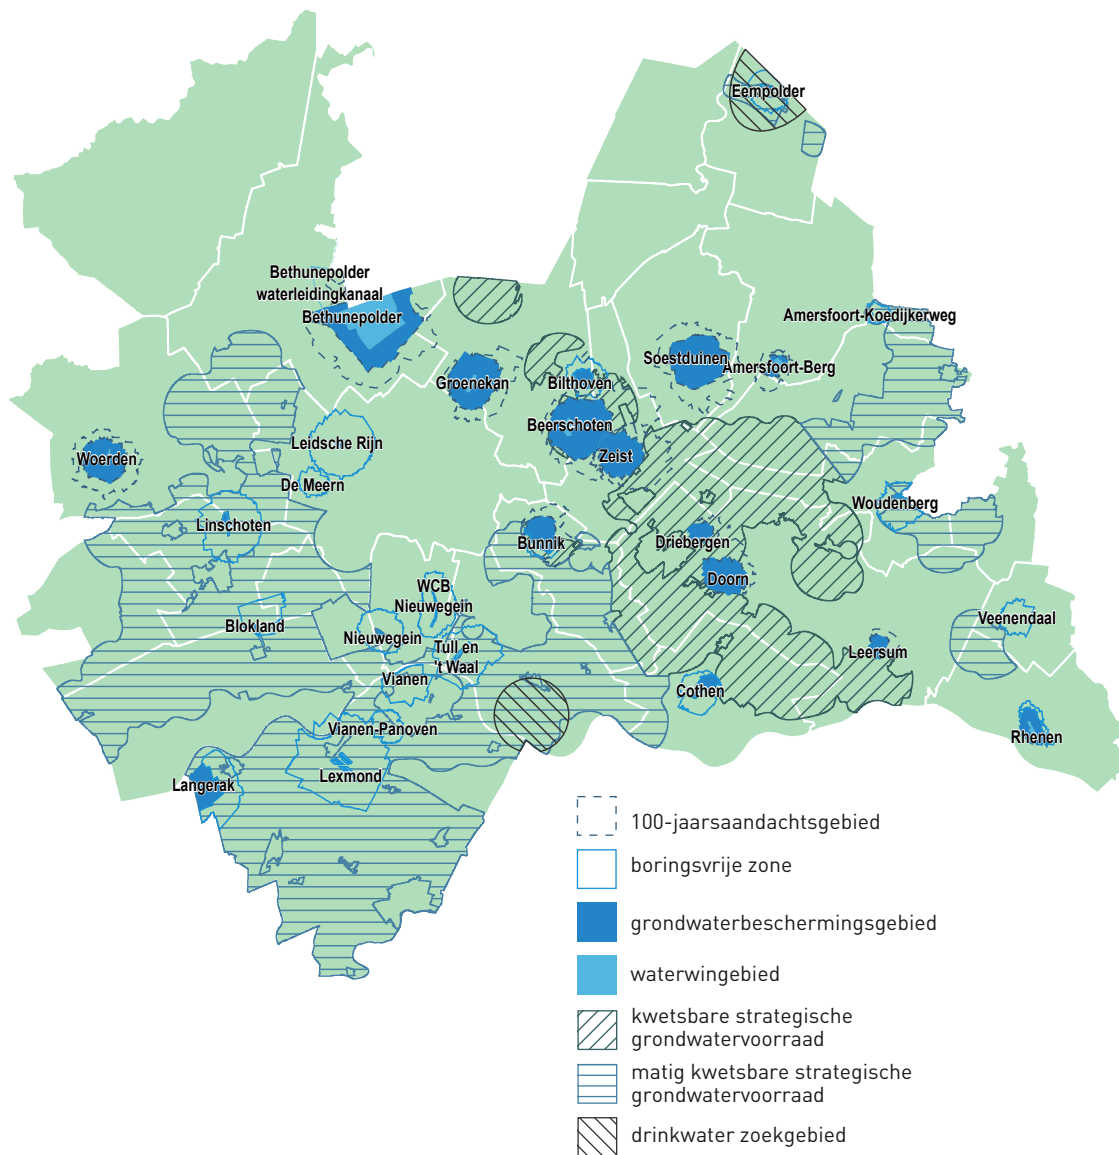 Eempolder
Bethunepolder
waterleidingkanaal
Bethunepolder
Amersfoort-Koedijkerweg
Soestduinen
Amersfoort-Berg
Groenekan
Bilthoven
Beerschoten
Zeist
Leidsche Rijn
Woerden
De Meern
Linschoten
Woudenberg
Bunnik
Driebergen
Doorn
WCB
Nieuwegein
Blokland
Nieuwegein
Tull en
't Waal
Veenendaal
Leersum
Vianen
Cothen
Vianen-Panoven
Rhenen
Lexmond
Langerak
100-jaarsaandachtsgebied
boringsvrije zone
grondwaterbeschermingsgebied
waterwingebied
kwetsbare strategische
grondwatervoorraad
matig kwetsbare strategische
grondwatervoorraad
drinkwater zoekgebied